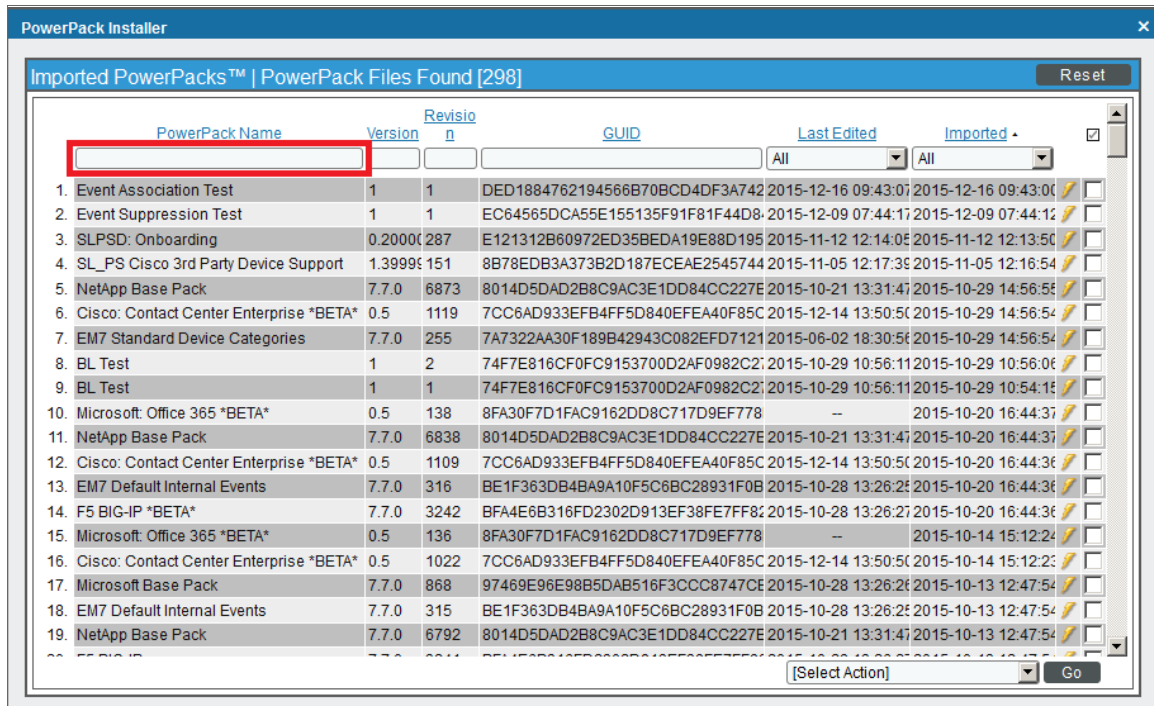 PowerPack Installer ×
Imported PowerPacks™ | PowerPack Files Found [298] Reset
PowerPack Name Version Revision GUID Last Edited Imported
All All
1. Event Association Test 1 1 DED1884762194566B70BCD4DF3A742 2015-12-16 09:43:07 2015-12-16 09:43:00
2. Event Suppression Test 1 1 EC64565DCA55E155135F91F81F44D8 2015-12-09 07:44:17 2015-12-09 07:44:12
3. SLPSD: Onboarding 0.2000 287 E121312B60972ED35BEDA19E88D195 2015-11-12 12:14:05 2015-11-12 12:13:50
4. SL_PS Cisco 3rd Party Device Support 1.3999 151 8B78EDB3A373B2D187ECEAE2545744 2015-11-05 12:17:39 2015-11-05 12:16:54
5. NetApp Base Pack 7.7.0 6873 8014D5DAD2B8C9AC3E1DD84CC227E 2015-10-21 13:31:47 2015-10-29 14:56:55
6. Cisco: Contact Center Enterprise *BETA* 0.5 1119 7CC6AD933EFB4FF5D840EFEA40F85C 2015-12-14 13:50:50 2015-10-29 14:56:54
7. EM7 Standard Device Categories 7.7.0 255 7A7322AA30F189B42943C082EFD7121 2015-06-02 18:30:56 2015-10-29 14:56:54
8. BL Test 1 2 74F7E816CF0FC9153700D2AF0982C2 2015-10-29 10:56:11 2015-10-29 10:56:06
9. BL Test 1 1 74F7E816CF0FC9153700D2AF0982C2 2015-10-29 10:56:11 2015-10-29 10:54:15
10. Microsoft: Office 365 *BETA* 0.5 138 8FA30F7D1FAC9162DD8C717D9EF778 -- 2015-10-20 16:44:37
11. NetApp Base Pack 7.7.0 6838 8014D5DAD2B8C9AC3E1DD84CC227E 2015-10-21 13:31:47 2015-10-20 16:44:37
12. Cisco: Contact Center Enterprise *BETA* 0.5 1109 7CC6AD933EFB4FF5D840EFEA40F85C 2015-12-14 13:50:50 2015-10-20 16:44:36
13. EM7 Default Internal Events 7.7.0 316 BE1F363DB4BA9A10F5C6BC28931F0B 2015-10-28 13:26:25 2015-10-20 16:44:36
14. F5 BIG-IP *BETA* 7.7.0 3242 BFA4E6B316FD2302D913EF38FE7FF82 2015-10-28 13:26:27 2015-10-20 16:44:36
15. Microsoft: Office 365 *BETA* 0.5 136 8FA30F7D1FAC9162DD8C717D9EF778 -- 2015-10-14 15:12:24
16. Cisco: Contact Center Enterprise *BETA* 0.5 1022 7CC6AD933EFB4FF5D840EFEA40F85C 2015-12-14 13:50:50 2015-10-14 15:12:23
17. Microsoft Base Pack 7.7.0 868 97469E96E98B5DAB516F3CCC8747CE 2015-10-28 13:26:26 2015-10-13 12:47:54
18. EM7 Default Internal Events 7.7.0 315 BE1F363DB4BA9A10F5C6BC28931F0B 2015-10-28 13:26:25 2015-10-13 12:47:54
19. NetApp Base Pack 7.7.0 6792 8014D5DAD2B8C9AC3E1DD84CC227E 2015-10-21 13:31:47 2015-10-13 12:47:54
[Select Action] Go